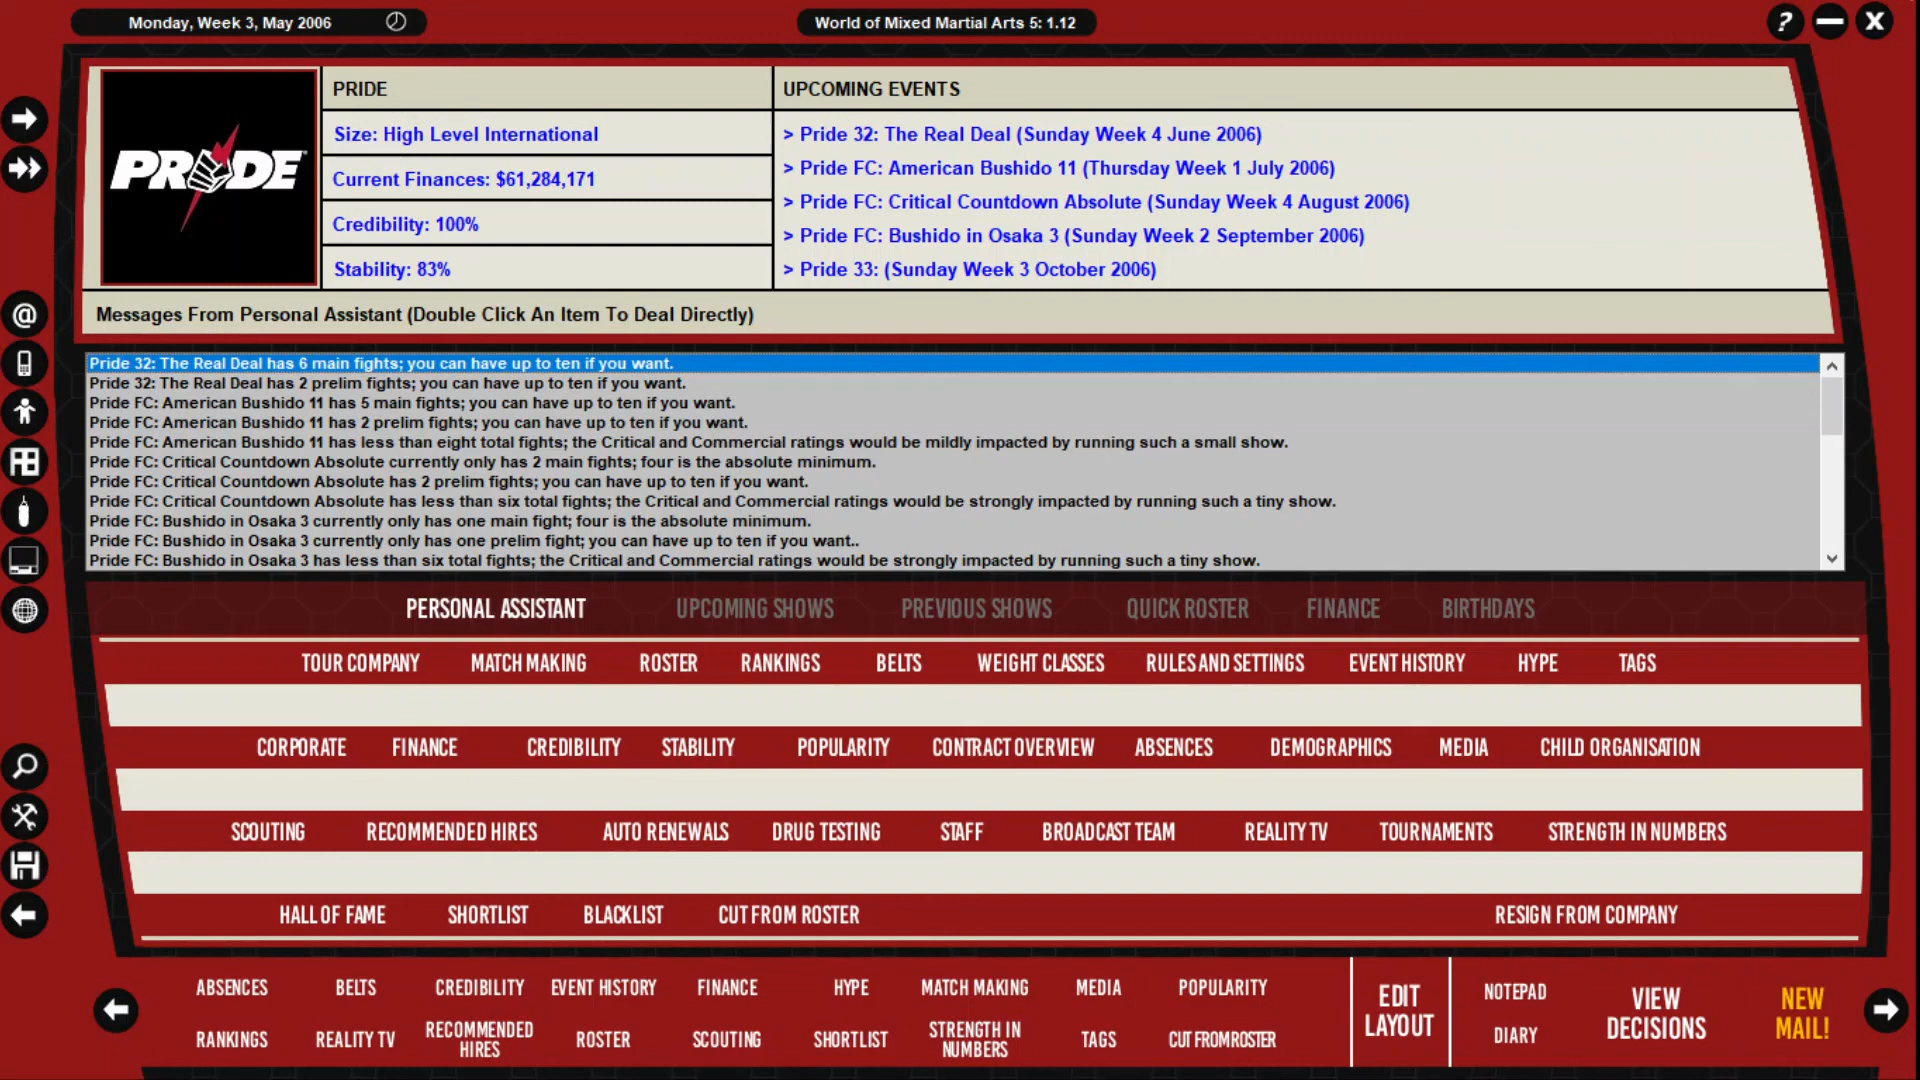 Monday, Week 3, May 2006
World of Mixed Martial Arts 5: 1.12
?
X
PRIDE
PRIDE
UPCOMING EVENTS
Size: High Level International
Current Finances: $61,284,171
Credibility: 100%
Stability: 83%
> Pride 32: The Real Deal (Sunday Week 4 June 2006)
> Pride FC: American Bushido 11 (Thursday Week 1 July 2006)
> Pride FC: Critical Countdown Absolute (Sunday Week 4 August 2006)
> Pride FC: Bushido in Osaka 3 (Sunday Week 2 September 2006)
> Pride 33: (Sunday Week 3 October 2006)
@
Messages From Personal Assistant (Double Click An Item To Deal Directly)
Pride 32: The Real Deal has 6 main fights; you can have up to ten if you want.
Pride 32: The Real Deal has 2 prelim fights; you can have up to ten if you want.
Pride FC: American Bushido 11 has 5 main fights; you can have up to ten if you want.
Pride FC: American Bushido 11 has 2 prelim fights; you can have up to ten if you want.
Pride FC: American Bushido 11 has less than eight total fights; the Critical and Commercial ratings would be mildly impacted by running such a small show.
Pride FC: Critical Countdown Absolute currently only has 2 main fights; four is the absolute minimum.
Pride FC: Critical Countdown Absolute has 2 prelim fights; you can have up to ten if you want.
Pride FC: Critical Countdown Absolute has less than six total fights; the Critical and Commercial ratings would be strongly impacted by running such a tiny show.
Pride FC: Bushido in Osaka 3 currently only has one main fight; four is the absolute minimum.
Pride FC: Bushido in Osaka 3 currently only has one prelim fight; you can have up to ten if you want..
Pride FC: Bushido in Osaka 3 has less than six total fights; the Critical and Commercial ratings would be strongly impacted by running such a tiny show.
PERSONAL ASSISTANT UPCOMING SHOWS PREVIOUS SHOWS QUICK ROSTER FINANCE BIRTHDAYS
TOUR COMPANY MATCH MAKING ROSTER RANKINGS BELTS WEIGHT CLASSES RULES AND SETTINGS EVENT HISTORY HYPE TAGS
CORPORATE FINANCE CREDIBILITY STABILITY POPULARITY CONTRACT OVERVIEW ABSENCES DEMOGRAPHICS MEDIA CHILD ORGANISATION
SCOUTING RECOMMENDED HIRES AUTO RENEWALS DRUG TESTING STAFF BROADCAST TEAM REALITY TV TOURNAMENTS STRENGTH IN NUMBERS
HALL OF FAME SHORTLIST BLACKLIST CUT FROM ROSTER RESIGN FROM COMPANY
ABSENCES BELTS CREDIBILITY EVENT HISTORY FINANCE HYPE MATCH MAKING MEDIA POPULARITY
RANKINGS REALITY TV RECOMMENDED HIRES ROSTER SCOUTING SHORTLIST STRENGTH IN NUMBERS TAGS CUT FROM ROSTER
EDIT
LAYOUT
NOTEPAD
DIARY
VIEW
DECISIONS
NEW
MAIL!